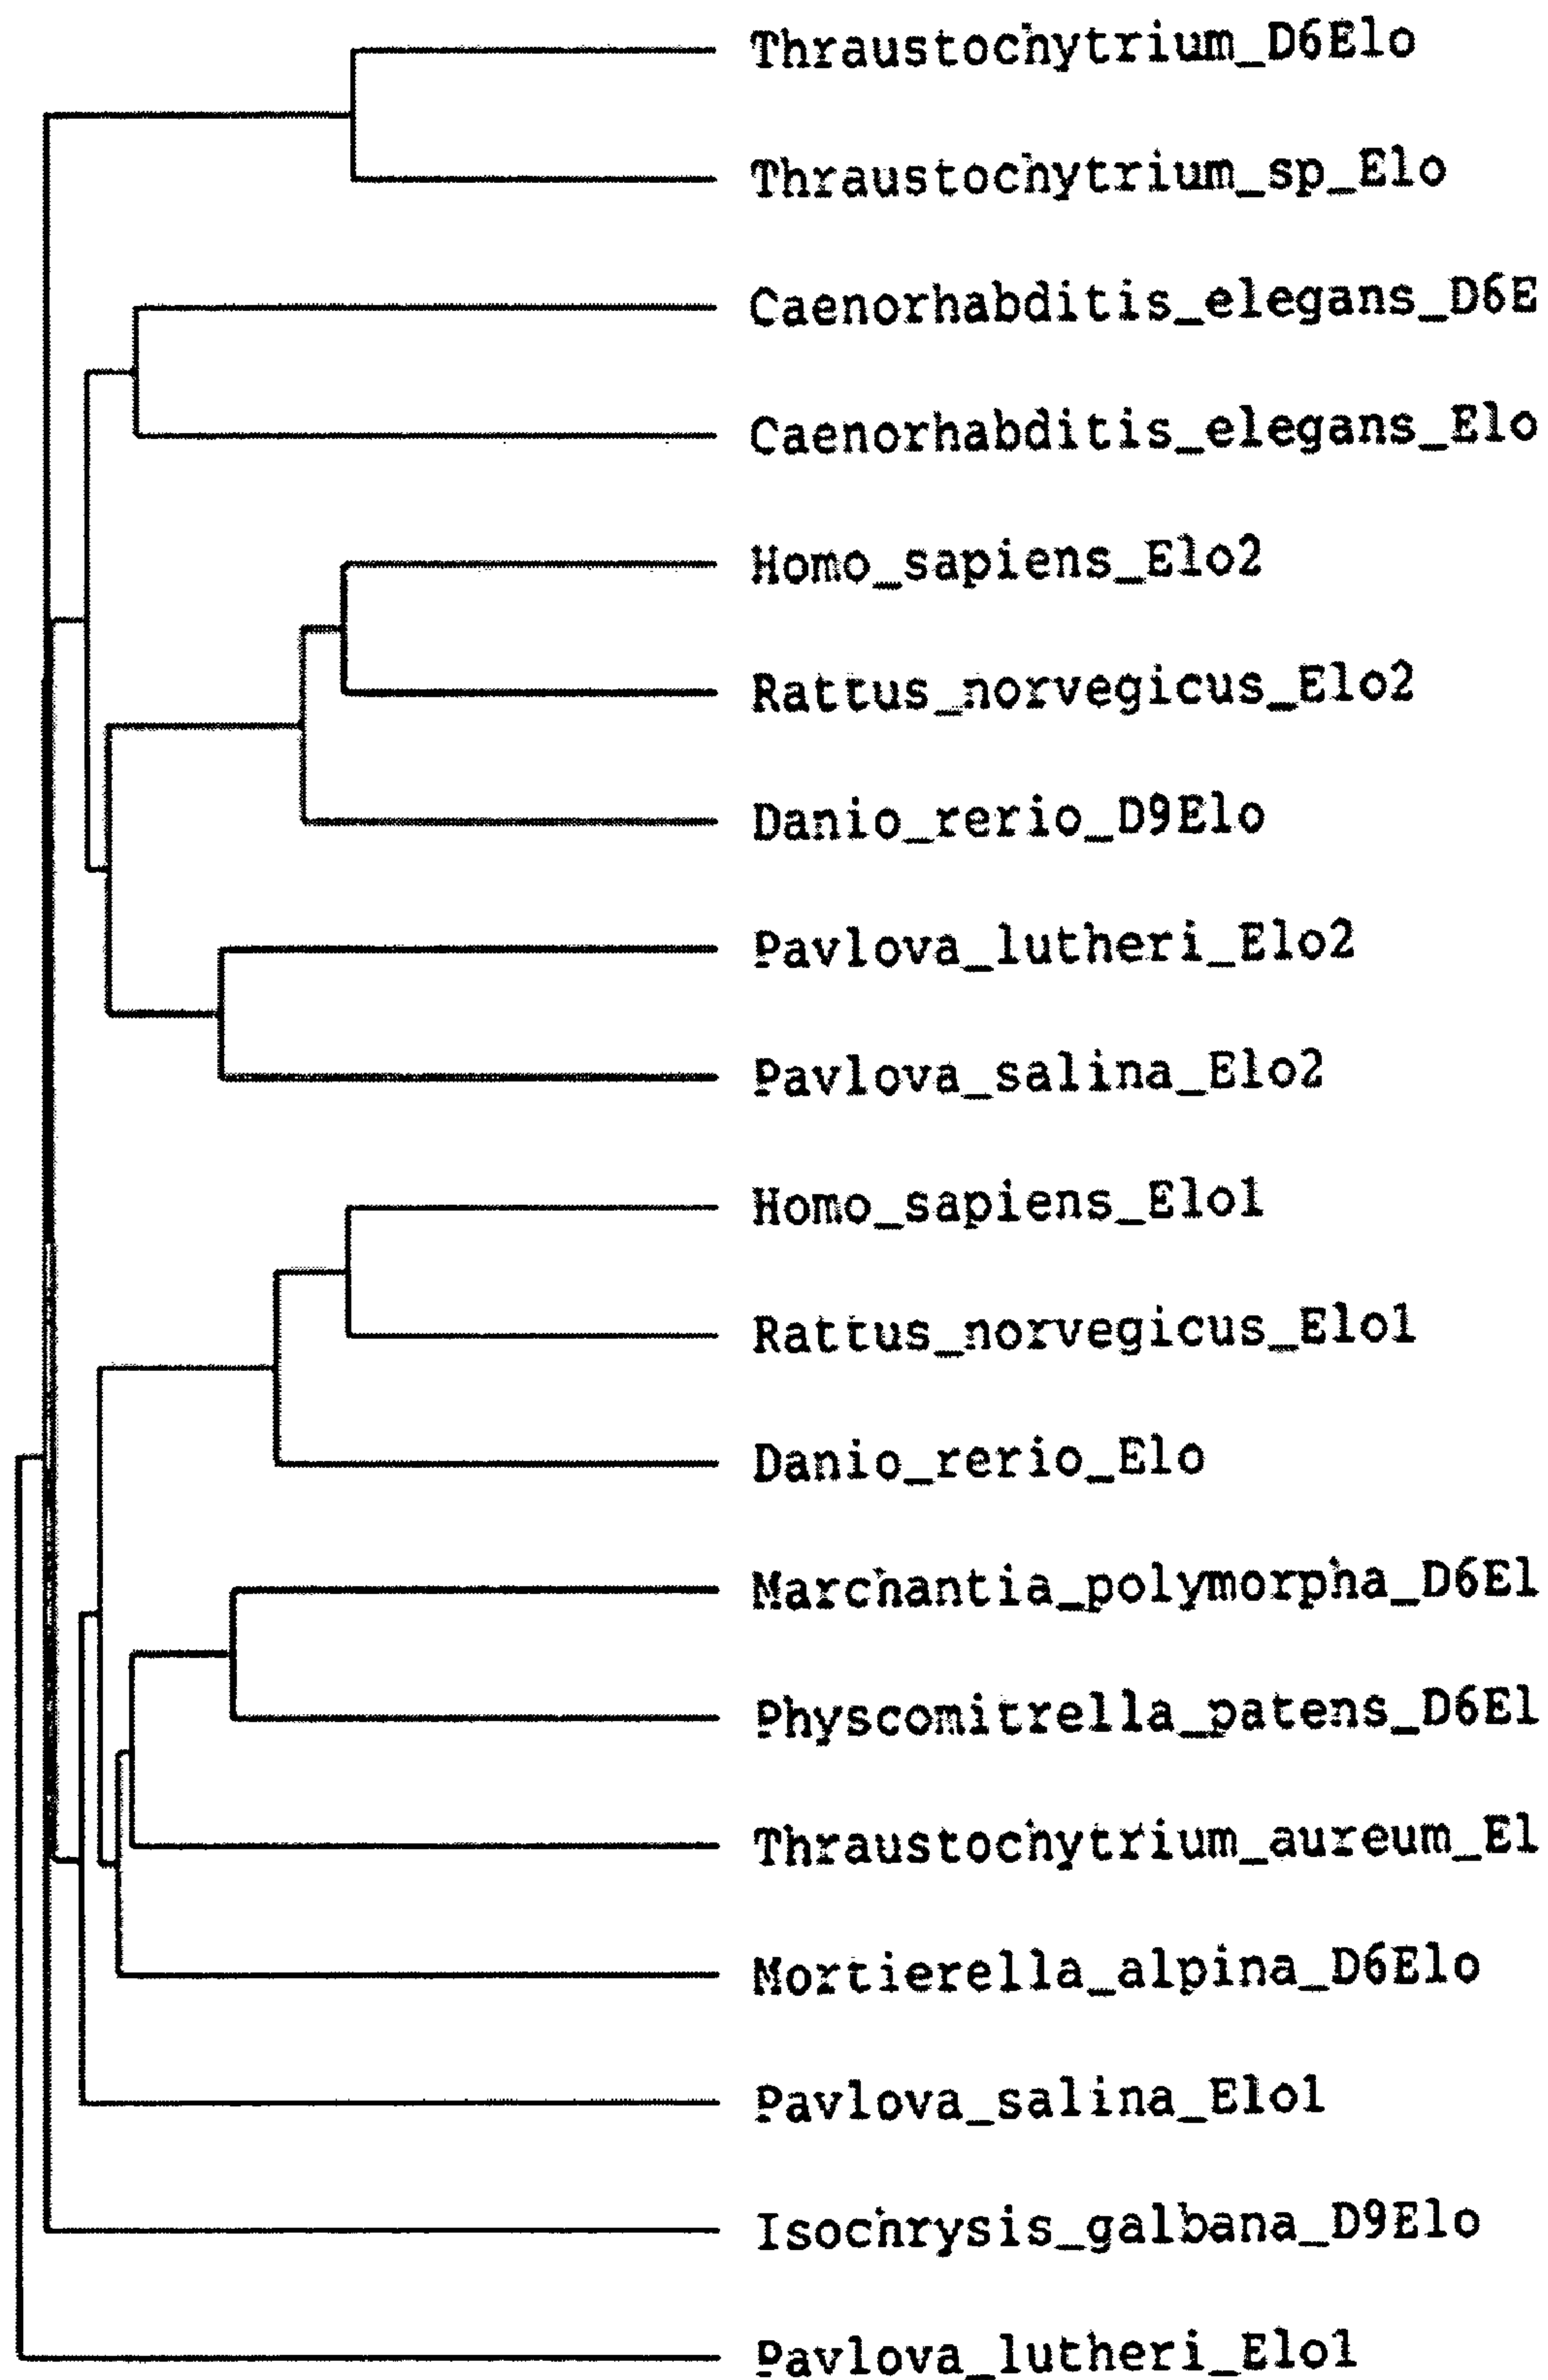 Thraustochytrium_D6Elo
Thraustochytrium_sp_Elo
Caenorhabditis_elegans_D6E
Caenorhabditis_elegans_Elo
Homo_sapiens_Elo2
Rattus_norvegicus_Elo2
Danio_rerio_D9Elo
Pavlova_lutheri_Elo2
Pavlova_salina_Elo2
Homo_sapiens_Elo1
Rattus_norvegicus_Elo1
Danio_rerio_Elo
Marchantia_polymorpha_D6El
Physcomitrella_patens_D6El
Thraustochytrium_aureum_El
Mortierella_alpina_D6Elo
Pavlova_salina_Elo1
Isochrysis_galbana_D9Elo
Pavlova_lutheri_Elo1